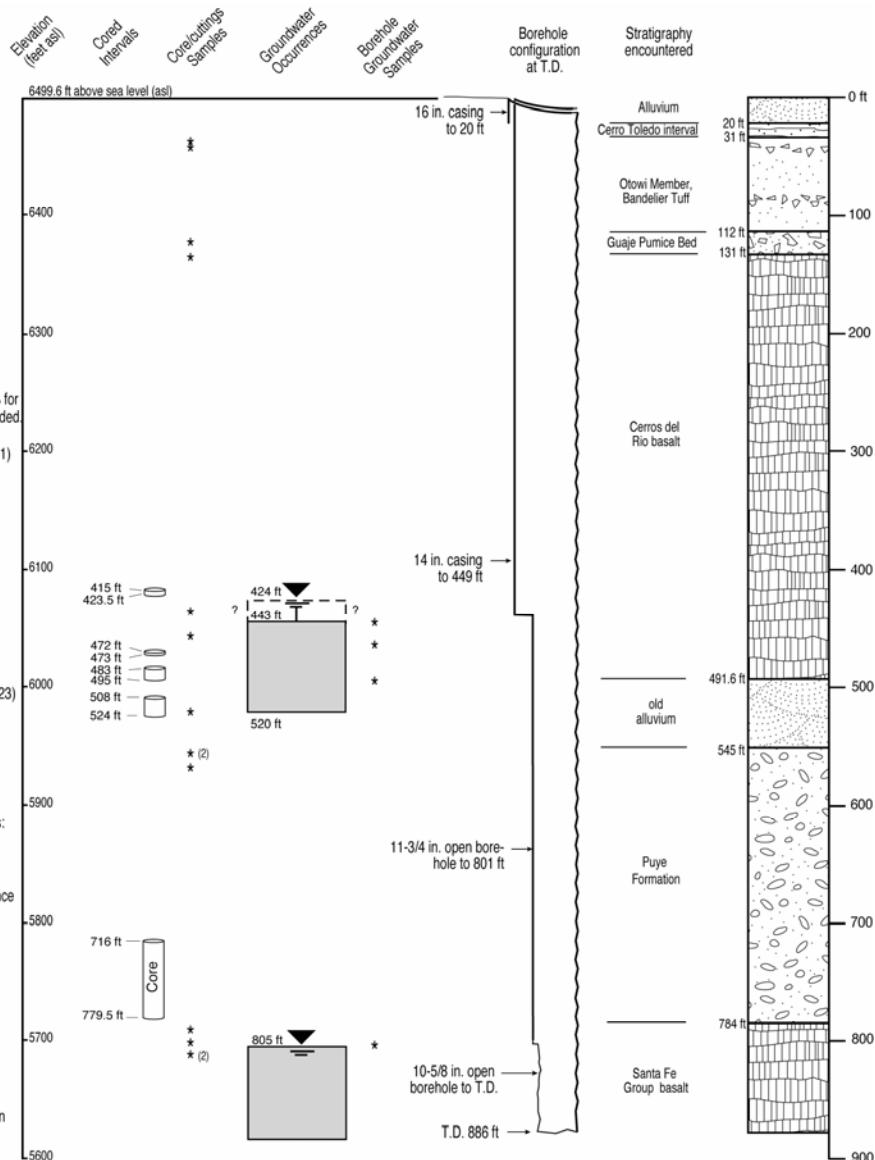 Elevation
(feet asl)
Cored
Intervals
Core/cuttings
Samples
Groundwater
Occurrences
Borehole
Groundwater
Samples
Borehole
configuration
at T.D.
Stratigraphy
encountered
6499.6 ft above sea level (asl)
16 in. casing
to 20 ft
Alluvium
0 ft
20 ft
Cerro Toledo interval
31 ft
Otowi Member,
Bandelier Tuff
6400
100
112 ft
Guaje Pumice Bed
131 ft
6300
200
for
ded.
Cerros del
Rio basalt
6200
1)
300
6100
14 in. casing
to 449 ft
400
415 ft
423.5 ft
424 ft
? 443 ft ?
472 ft
473 ft
483 ft
495 ft
6000
23)
508 ft
524 ft
520 ft
491.6 ft
500
old
alluvium
(2)
545 ft
5900
600
s:
11-3/4 in. open bore-
hole to 801 ft
Puye
Formation
nce
5800
700
716 ft
Core
779.5 ft
784 ft
5700
800
805 ft
(2)
10-5/8 in. open
borehole to T.D.
Santa Fe
Group basalt
n
T.D. 886 ft
5600
900